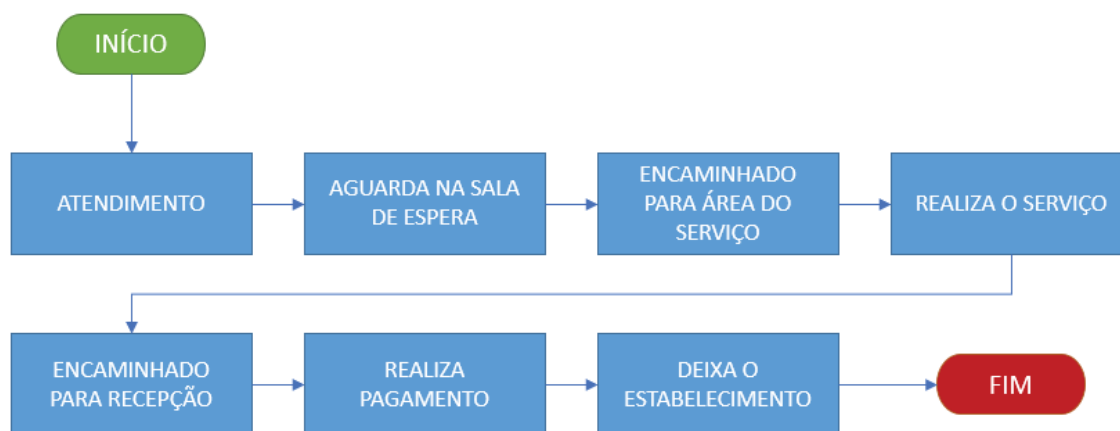 INÍCIO
ATENDIMENTO
AGUARDA NA SALA
DE ESPERA
ENCAMINHADO
PARA ÁREA DO
SERVIÇO
REALIZA O SERVIÇO
ENCAMINHADO
PARA RECEPÇÃO
REALIZA
PAGAMENTO
DEIXA O
ESTABELECIMENTO
FIM